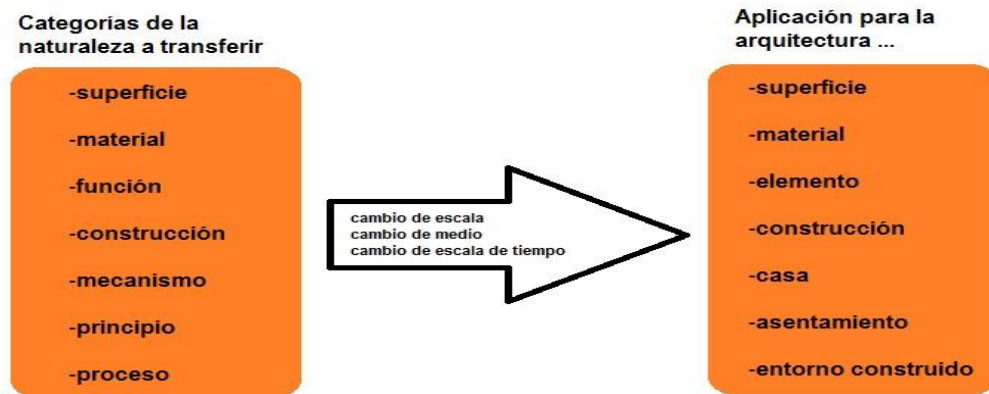 Categorías de la
naturaleza a transferir
-superficie
-material
-función
-construcción
-mecanismo
-principio
-proceso
cambio de escala
cambio de medio
cambio de escala de tiempo
Aplicación para la
arquitectura ...
-superficie
-material
-elemento
-construcción
-casa
-asentamiento
-entorno construido